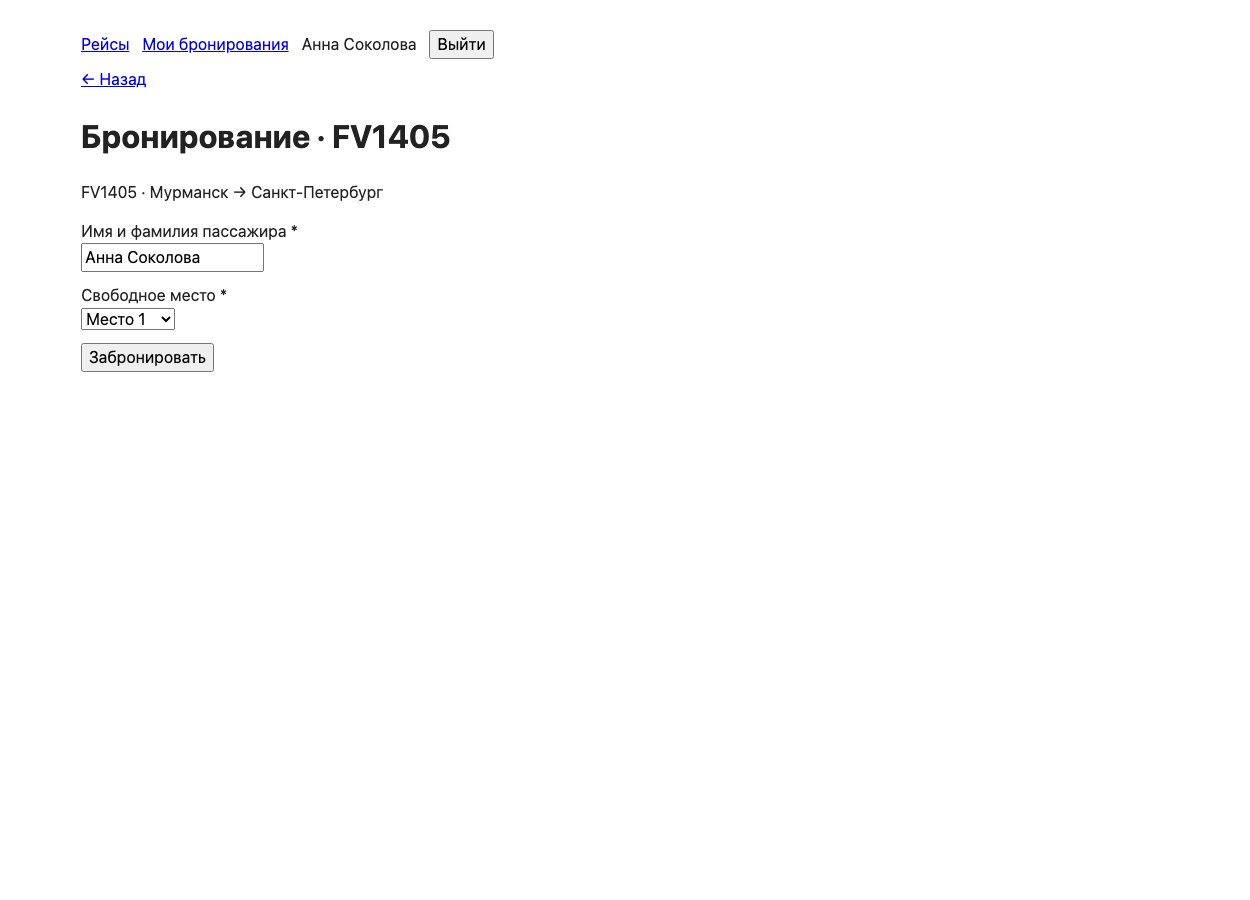 Рейсы Мои бронирования Анна Соколова Выйти
← Назад
Бронирование · FV1405
FV1405 · Мурманск → Санкт-Петербург
Имя и фамилия пассажира *
Анна Соколова
Свободное место *
Место 1
Забронировать